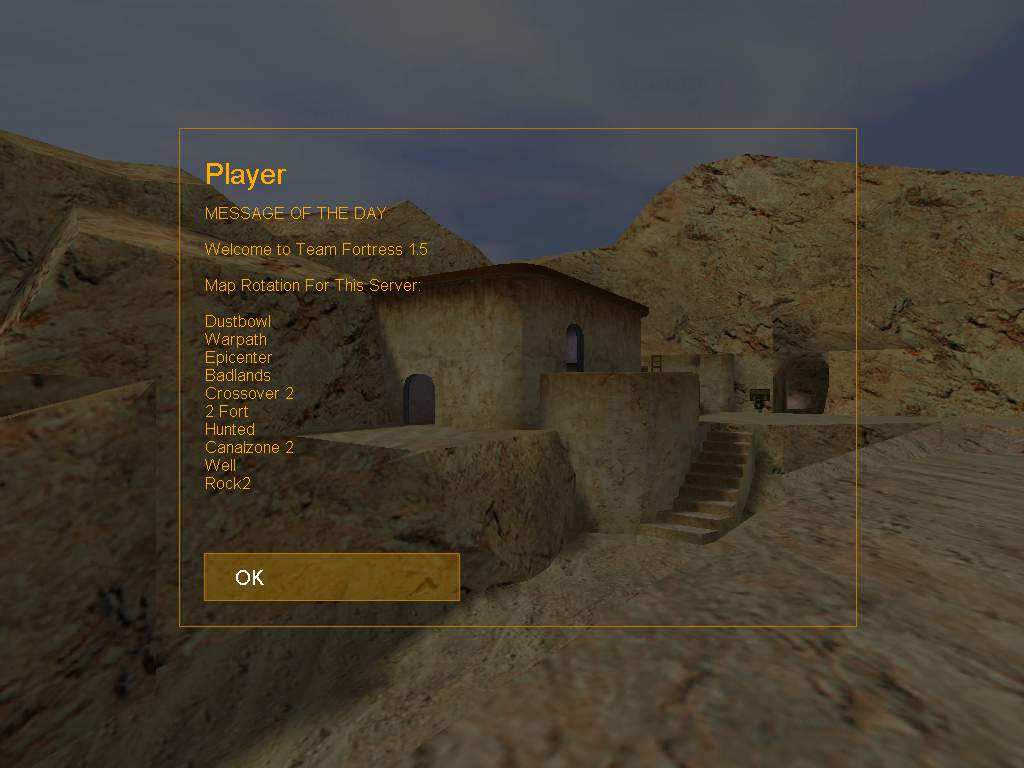 Player
MESSAGE OF THE DAY
Welcome to Team Fortress 1.5
Map Rotation For This Server:
Dustbowl
Warpath
Epicenter
Badlands
Crossover 2
2 Fort
Hunted
Canalzone 2
Well
Rock2
OK